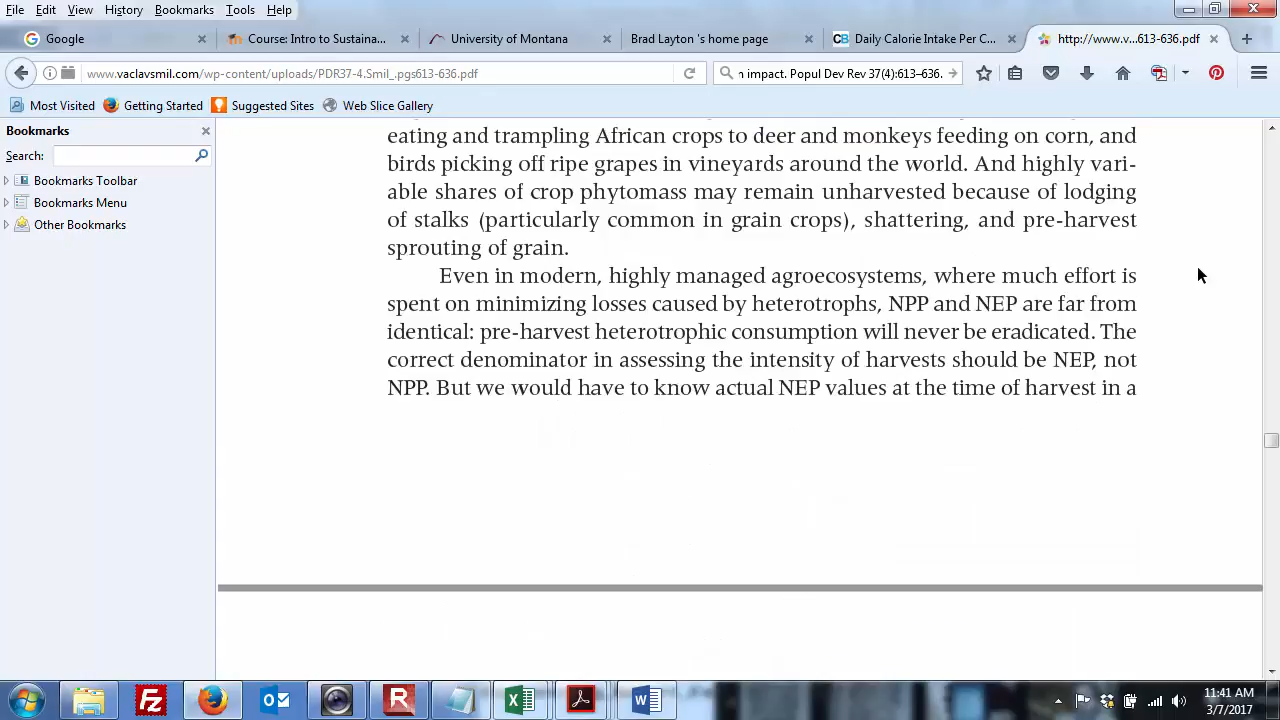 File Edit View History Bookmarks Tools Help
Google
Course: Intro to Sustaina...
University of Montana
Brad Layton 's home page
Daily Calorie Intake Per C...
http://www.v...613-636.pdf
www.vaclavsmil.com/wp-content/uploads/PDR37-4.Smil_.pgs613-636.pdf
n impact. Popul Dev Rev 37(4):613–636.
Most Visited Getting Started Suggested Sites Web Slice Gallery
Bookmarks
Search:
Bookmarks Toolbar
Bookmarks Menu
Other Bookmarks
eating and trampling African crops to deer and monkeys feeding on corn, and
birds picking off ripe grapes in vineyards around the world. And highly vari-
able shares of crop phytomass may remain unharvested because of lodging
of stalks (particularly common in grain crops), shattering, and pre-harvest
sprouting of grain.
Even in modern, highly managed agroecosystems, where much effort is
spent on minimizing losses caused by heterotrophs, NPP and NEP are far from
identical: pre-harvest heterotrophic consumption will never be eradicated. The
correct denominator in assessing the intensity of harvests should be NEP, not
NPP. But we would have to know actual NEP values at the time of harvest in a
11:41 AM
3/7/2017